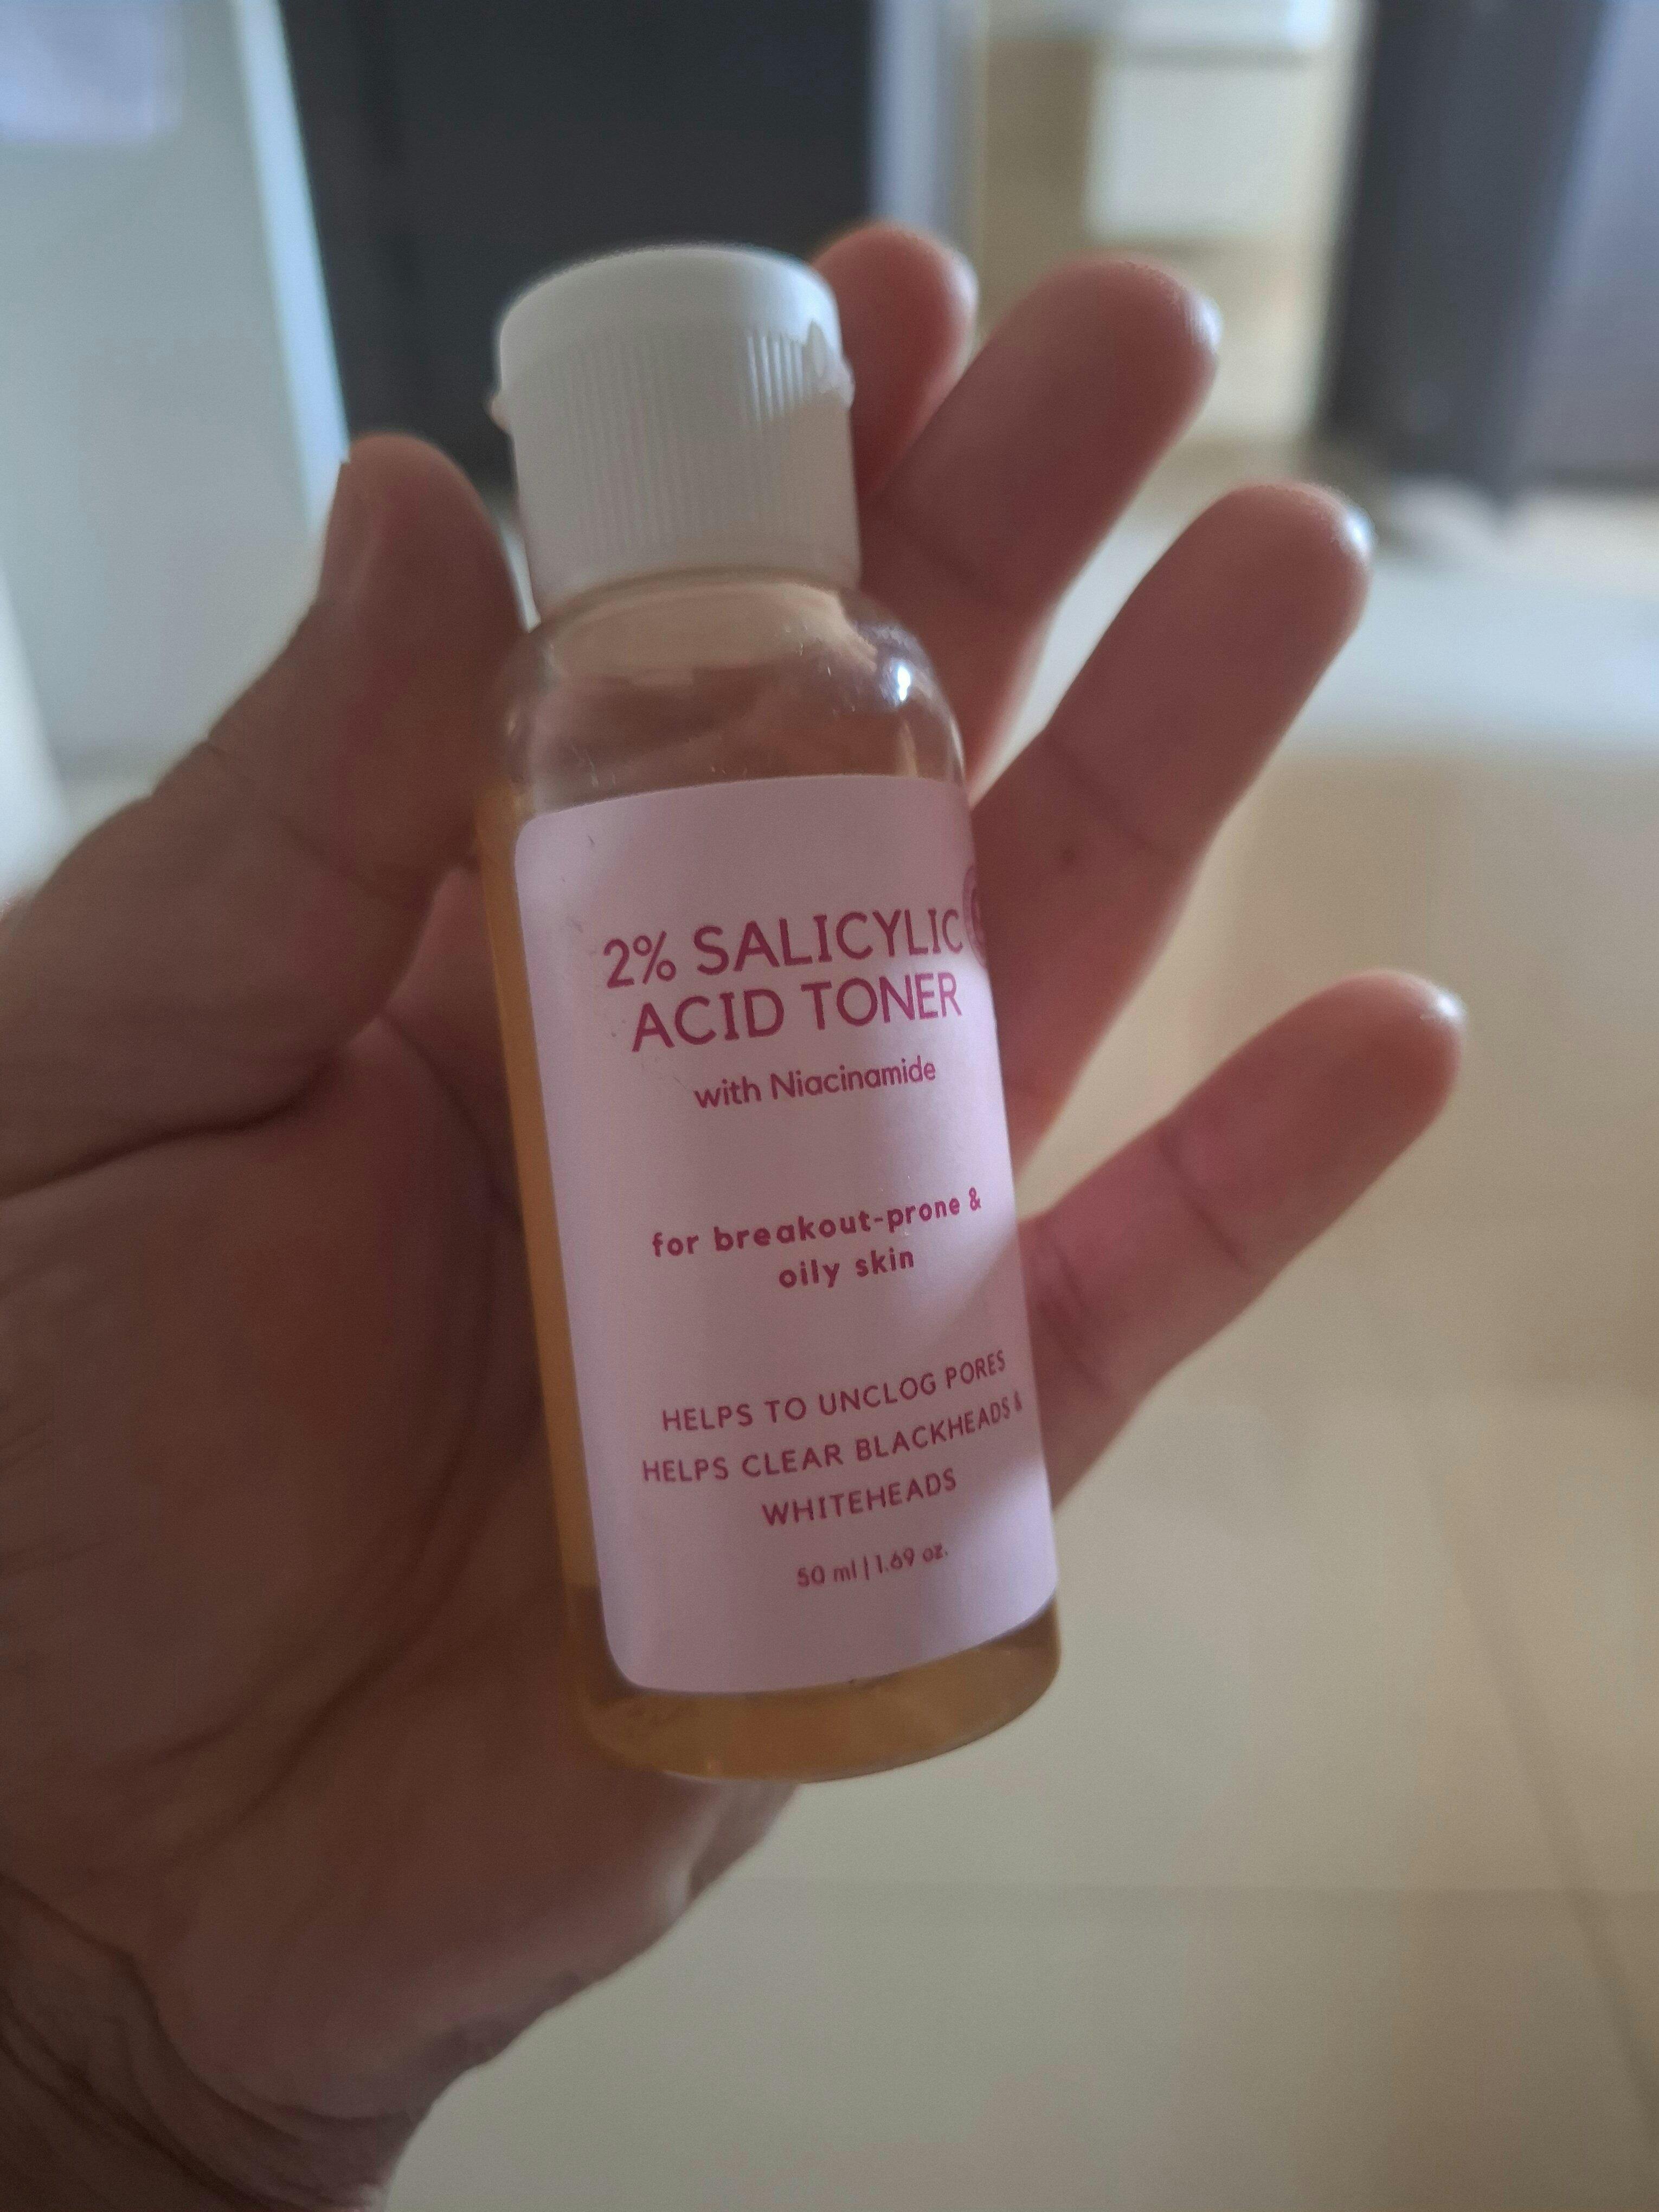 2% SALICYLIC
ACID TONER
with Niacinamide
for breakout-prone &
oily skin
HELPS TO UNCLOG PORES
HELPS CLEAR BLACKHEADS &
WHITEHEADS
50 ml | 1.69 oz.